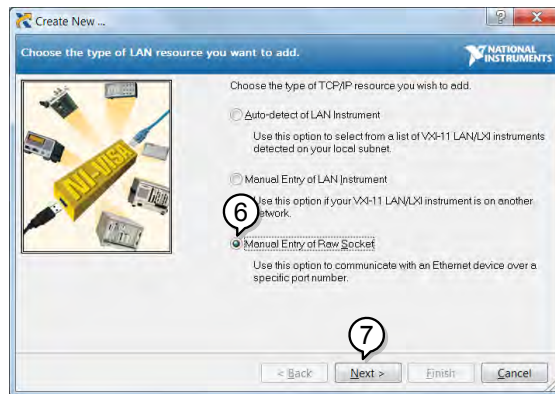 Create New ...
Choose the type of LAN resource you want to add.
NATIONAL
INSTRUMENTS
Choose the type of TCP/IP resource you wish to add.
Auto-detect of LAN Instrument
Use this option to select from a list of VXI-11 LAN/LXI instruments
detected on your local subnet.
Manual Entry of LAN Instrument
Use this option if your VXI-11 LAN/LXI instrument is on another
network.
6
Manual Entry of Raw Socket
Use this option to communicate with an Ethernet device over a
specific port number.
NI-VISA
7
< Back
Next >
Finish
Cancel